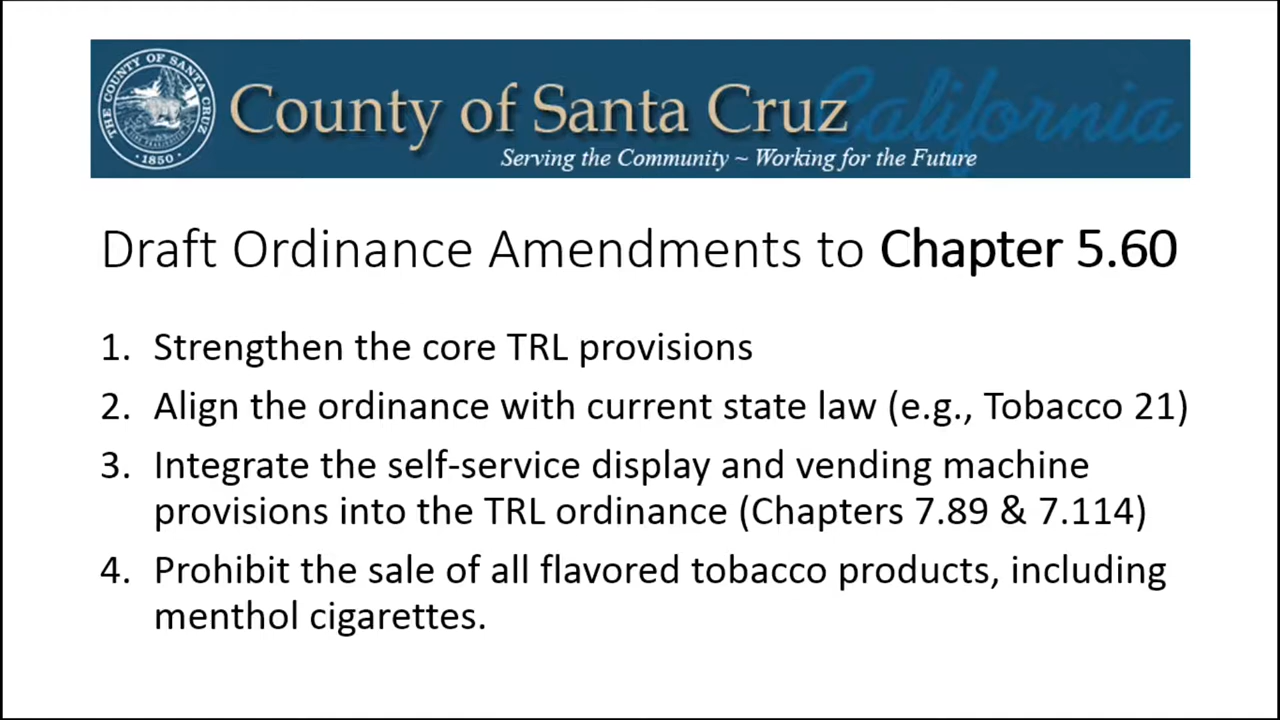 THE COUNTY OF SANTA CRUZ
1850
County of Santa Cruz
California
Serving the Community ~ Working for the Future
Draft Ordinance Amendments to Chapter 5.60
1. Strengthen the core TRL provisions
2. Align the ordinance with current state law (e.g., Tobacco 21)
3. Integrate the self-service display and vending machine
provisions into the TRL ordinance (Chapters 7.89 & 7.114)
4. Prohibit the sale of all flavored tobacco products, including
menthol cigarettes.